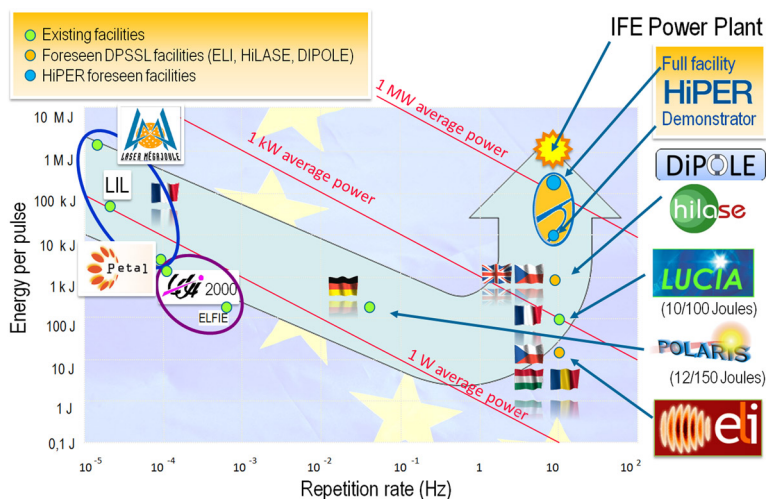 Existing facilities
Foreseen DPSSL facilities (ELI, HiLASE, DIPOLE)
HiPER foreseen facilities
IFE Power Plant
Full facility
HiPER
Demonstrator
DiPOLE
hilase
LUCIA
(10/100 Joules)
POLARIS
(12/150 Joules)
eli
Energy per pulse
10 MJ
1 MJ
100 kJ
10 kJ
1 kJ
100 J
10 J
1 J
0,1 J
LASER MÉGAJOULE
LIL
Petal
2000
ELFIE
1 MW average power
1 kW average power
1 W average power
10⁻⁵
10⁻⁴
10⁻²
10⁻¹
1
10
10²
Repetition rate (Hz)